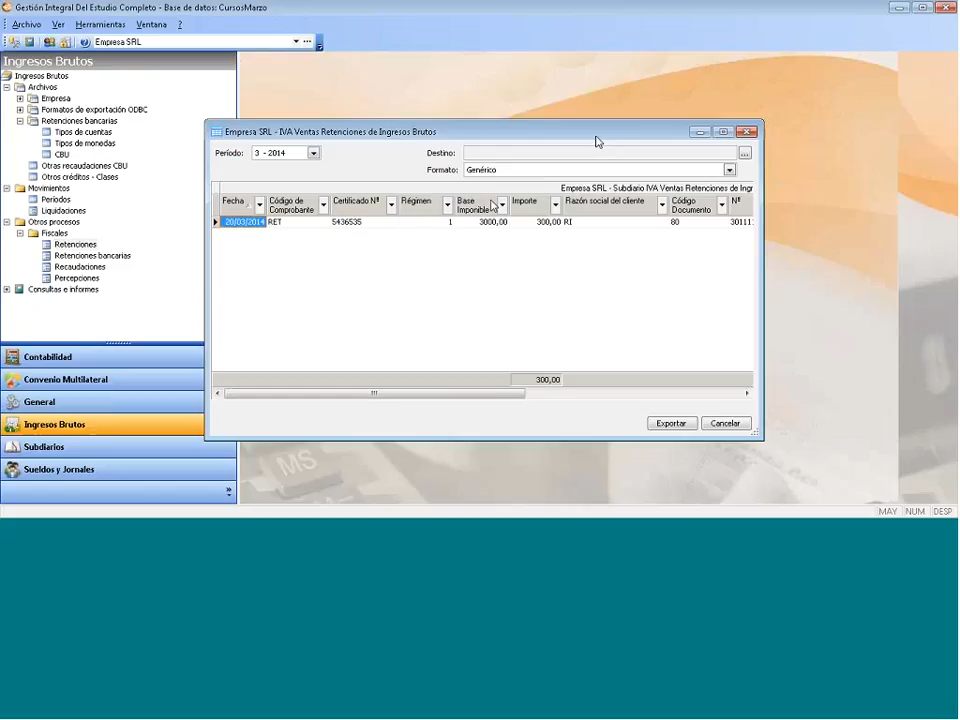 Gestión Integral Del Estudio Completo - Base de datos: CursosMarzo
Archivo Ver Herramientas Ventana ?
Empresa SRL
Ingresos Brutos
Ingresos Brutos
Archivos
Empresa
Formatos de exportación ODBC
Retenciones bancarias
Tipos de cuentas
Tipos de monedas
CBU
Otras recaudaciones CBU
Otros créditos - Clases
Movimientos
Períodos
Liquidaciones
Otros procesos
Fiscales
Retenciones
Retenciones bancarias
Recaudaciones
Percepciones
Consultas e informes
Contabilidad
Convenio Multilateral
General
Ingresos Brutos
Subdiarios
Sueldos y Jornales
Empresa SRL - IVA Ventas Retenciones de Ingresos Brutos
Período: 3 - 2014 Destino:
Formato: Genérico
Empresa SRL - Subdiario IVA Ventas Retenciones de Ingr
Fecha Código de Comprobante Certificado Nº Régimen Base Imponible Importe Razón social del cliente Código Documento Nº
20/03/2014 RET 5436535 1 3000,00 300,00 RI 80 30111
300,00
Exportar Cancelar
MS
MAY NUM DESP